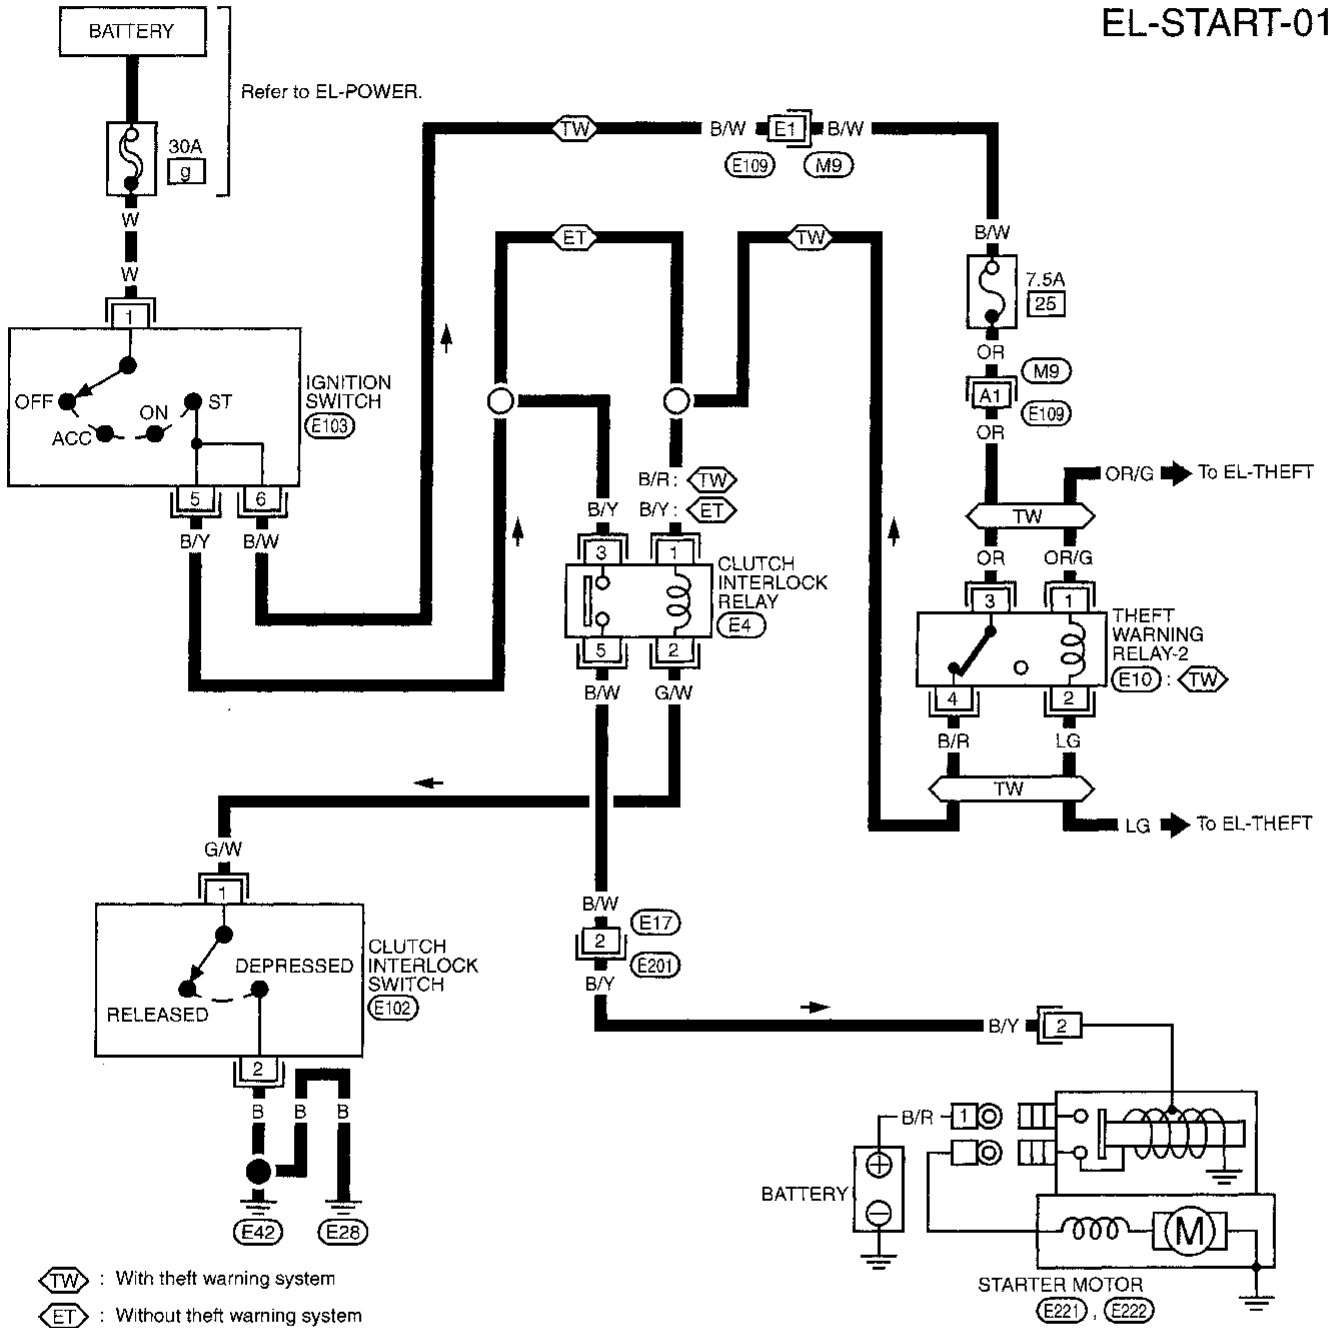 EL-START-01
BATTERY
Refer to EL-POWER.
30A
g
W
W
1
IGNITION
SWITCH
E103
OFF
ACC
ON
ST
5
6
B/Y
B/W
TW
B/W
E1
B/W
E109
M9
ET
TW
B/W
7.5A
25
OR
M9
A1
E109
OR
OR/G
To EL-THEFT
TW
OR
OR/G
B/R : TW
B/Y
B/Y : ET
3
1
CLUTCH
INTERLOCK
RELAY
E4
5
2
B/W
G/W
3
1
THEFT
WARNING
RELAY-2
E10 : TW
4
2
B/R
LG
TW
LG
To EL-THEFT
G/W
1
CLUTCH
INTERLOCK
SWITCH
E102
DEPRESSED
RELEASED
2
B
B
B
E42
E28
B/W
E17
2
E201
B/Y
B/Y
2
B/R
1
BATTERY
M
STARTER MOTOR
E221 , E222
TW : With theft warning system
ET : Without theft warning system